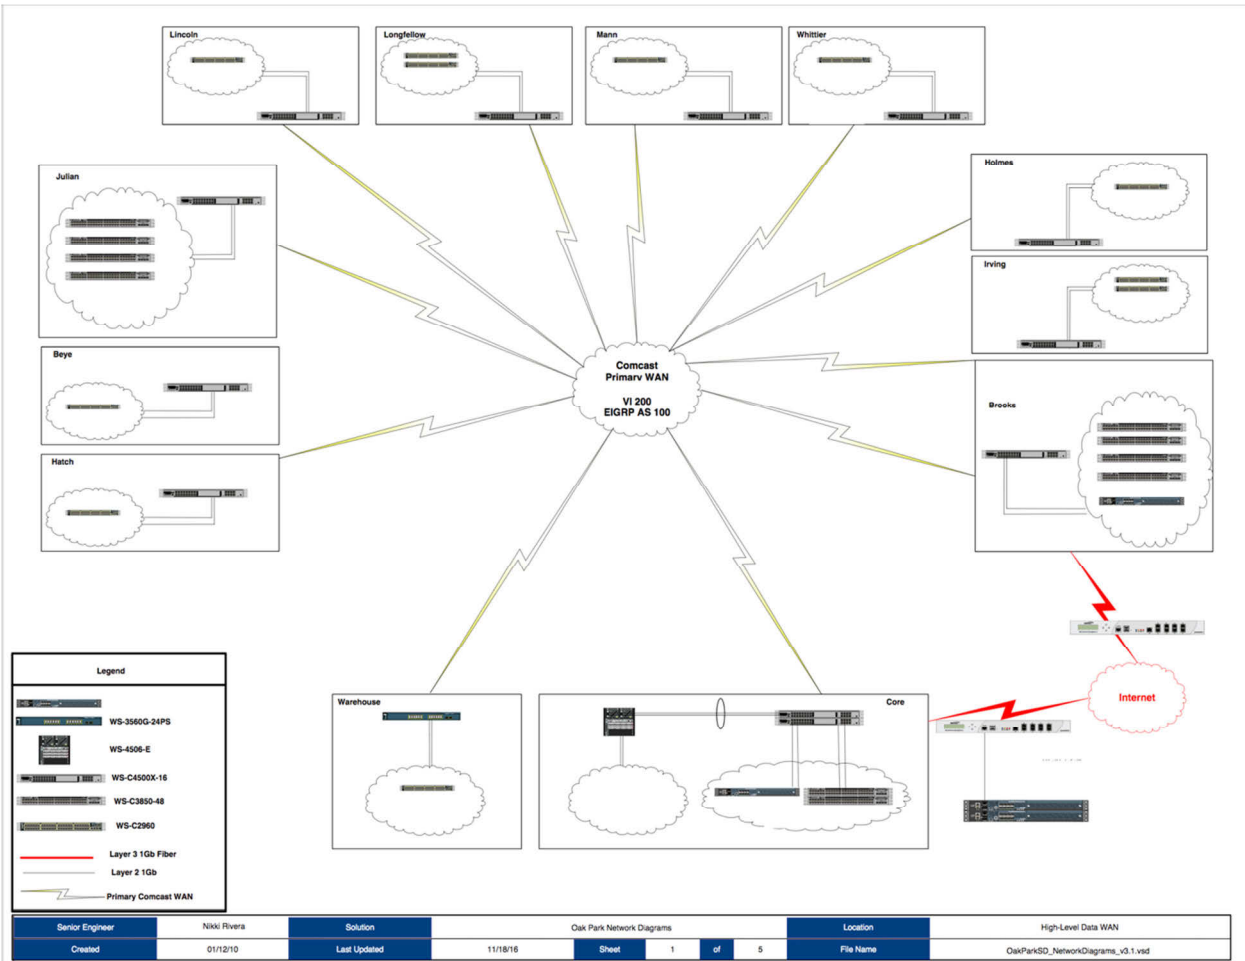 Lincoln
Longfellow
Mann
Whittier
Julian
Holmes
Irving
Beye
Comcast
Primary WAN
VI 200
EIGRP AS 100
Brooks
Hatch
Internet
Legend
WS-3560G-24PS
WS-4506-E
WS-C4500X-16
WS-C3850-48
WS-C2960
Layer 3 1Gb Fiber
Layer 2 1Gb
Primary Comcast WAN
Warehouse
Core
Senior Engineer Nikki Rivera Solution Oak Park Network Diagrams Location High-Level Data WAN
Created 01/12/10 Last Updated 11/18/16 Sheet 1 of 5 File Name OakParkSD_NetworkDiagrams_v3.1.vsd